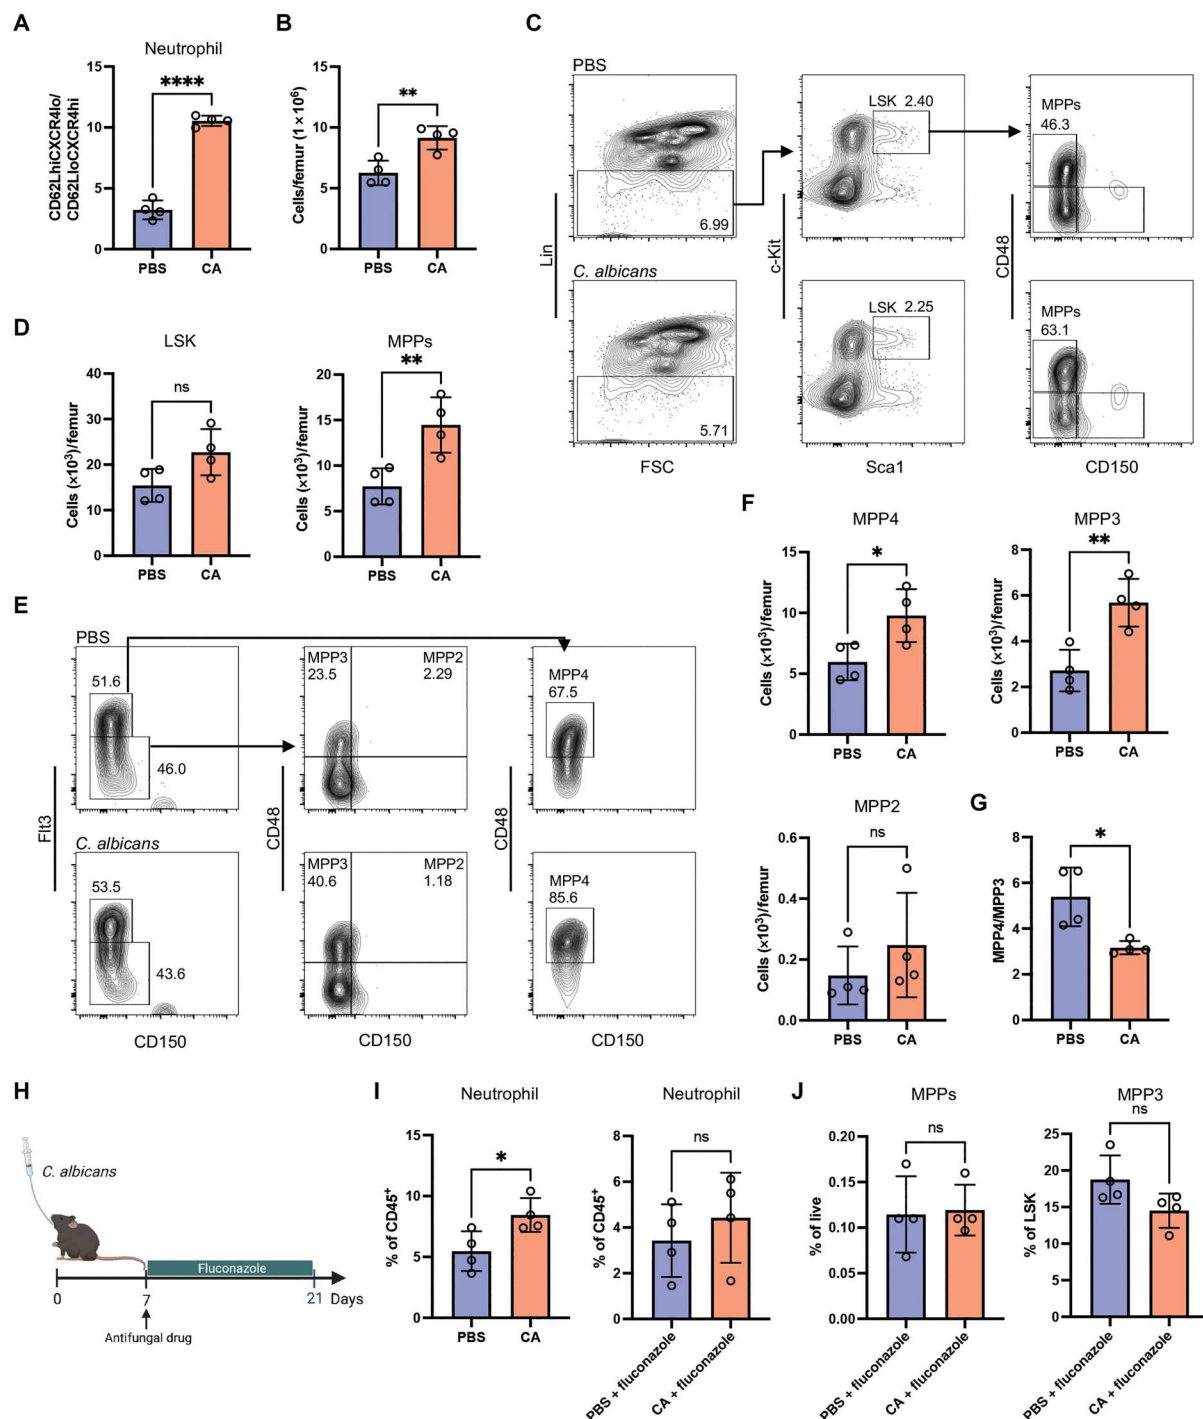 A
Neutrophil
CD62LhiCXCR4lo/
CD62LloCXCR4hi
15
10
5
0
****
PBS
CA
B
Cells/femur (1 × 10⁶)
15
10
5
0
**
PBS
CA
C
PBS
6.99
LSK 2.40
MPPs
46.3
Lin
c-Kit
CD48
C. albicans
5.71
LSK 2.25
MPPs
63.1
FSC
Sca1
CD150
D
LSK
Cells (×10³)/femur
40
30
20
10
0
ns
PBS
CA
MPPs
Cells (×10³)/femur
20
15
10
5
0
**
PBS
CA
E
PBS
51.6
46.0
MPP3
23.5
MPP2
2.29
MPP4
67.5
Flt3
CD48
CD48
C. albicans
53.5
43.6
MPP3
40.6
MPP2
1.18
MPP4
85.6
CD150
CD150
CD150
F
MPP4
Cells (×10³)/femur
15
10
5
0
*
PBS
CA
MPP3
Cells (×10³)/femur
8
6
4
2
0
**
PBS
CA
MPP2
Cells (×10³)/femur
0.6
0.4
0.2
0.0
ns
PBS
CA
G
MPP4/MPP3
8
6
4
2
0
*
PBS
CA
H
C. albicans
Fluconazole
0
7
21
Days
Antifungal drug
I
Neutrophil
% of CD45⁺
15
10
5
0
*
PBS
CA
Neutrophil
% of CD45⁺
8
6
4
2
0
ns
PBS + fluconazole
CA + fluconazole
J
MPPs
% of live
0.20
0.15
0.10
0.05
0.00
ns
PBS + fluconazole
CA + fluconazole
MPP3
% of LSK
25
20
15
10
5
0
ns
PBS + fluconazole
CA + fluconazole